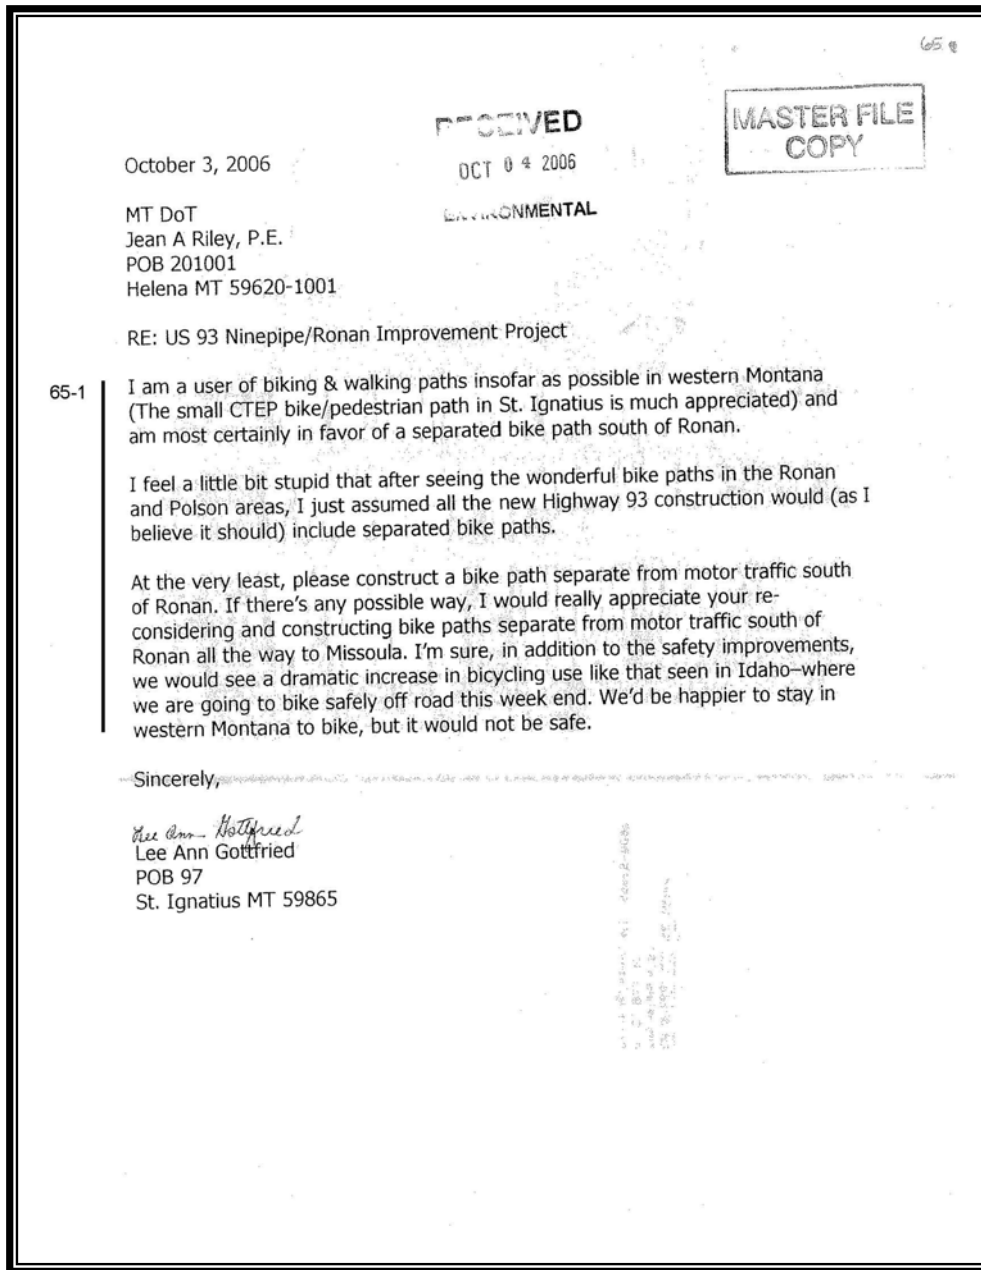 65
RECEIVED
MASTER FILE
COPY
October 3, 2006
OCT 04 2006
ENVIRONMENTAL
MT DoT
Jean A Riley, P.E.
POB 201001
Helena MT 59620-1001
RE: US 93 Ninepipe/Ronan Improvement Project
65-1
I am a user of biking & walking paths insofar as possible in western Montana
(The small CTEP bike/pedestrian path in St. Ignatius is much appreciated) and
am most certainly in favor of a separated bike path south of Ronan.
I feel a little bit stupid that after seeing the wonderful bike paths in the Ronan
and Polson areas, I just assumed all the new Highway 93 construction would (as I
believe it should) include separated bike paths.
At the very least, please construct a bike path separate from motor traffic south
of Ronan. If there's any possible way, I would really appreciate your re-
considering and constructing bike paths separate from motor traffic south of
Ronan all the way to Missoula. I'm sure, in addition to the safety improvements,
we would see a dramatic increase in bicycling use like that seen in Idaho–where
we are going to bike safely off road this week end. We'd be happier to stay in
western Montana to bike, but it would not be safe.
Sincerely,
Lee Ann Gottfried
Lee Ann Gottfried
POB 97
St. Ignatius MT 59865